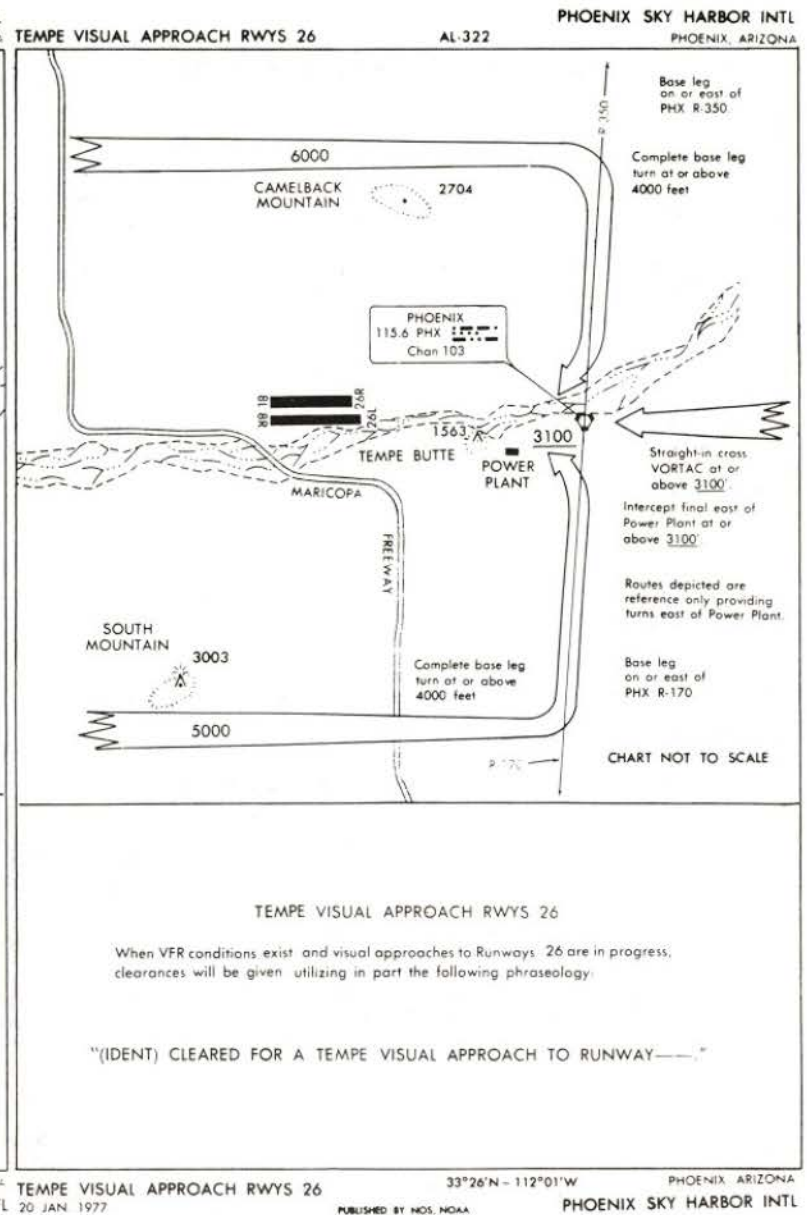 PHOENIX SKY HARBOR INTL
TEMPE VISUAL APPROACH RWYS 26
AL-322
PHOENIX, ARIZONA
R 350
Base leg
on or east of
PHX R-350
6000
Complete base leg
turn at or above
4000 feet
CAMELBACK
MOUNTAIN
2704
PHOENIX
115.6 PHX
Chan 103
8L
26R
8R
26L
1563
3100
TEMPE BUTTE
POWER
PLANT
Straight-in cross
VORTAC at or
above 3100'.
MARICOPA
FREEWAY
Intercept final east of
Power Plant at or
above 3100'
Routes depicted are
reference only providing
turns east of Power Plant.
SOUTH
MOUNTAIN
3003
Complete base leg
turn at or above
4000 feet
Base leg
on or east of
PHX R-170
5000
R 170
CHART NOT TO SCALE
TEMPE VISUAL APPROACH RWYS 26
When VFR conditions exist and visual approaches to Runways 26 are in progress,
clearances will be given utilizing in part the following phraseology:
"(IDENT) CLEARED FOR A TEMPE VISUAL APPROACH TO RUNWAY——."
TEMPE VISUAL APPROACH RWYS 26
33°26'N – 112°01'W
PHOENIX, ARIZONA
20 JAN 1977
PUBLISHED BY NOS, NOAA
PHOENIX SKY HARBOR INTL